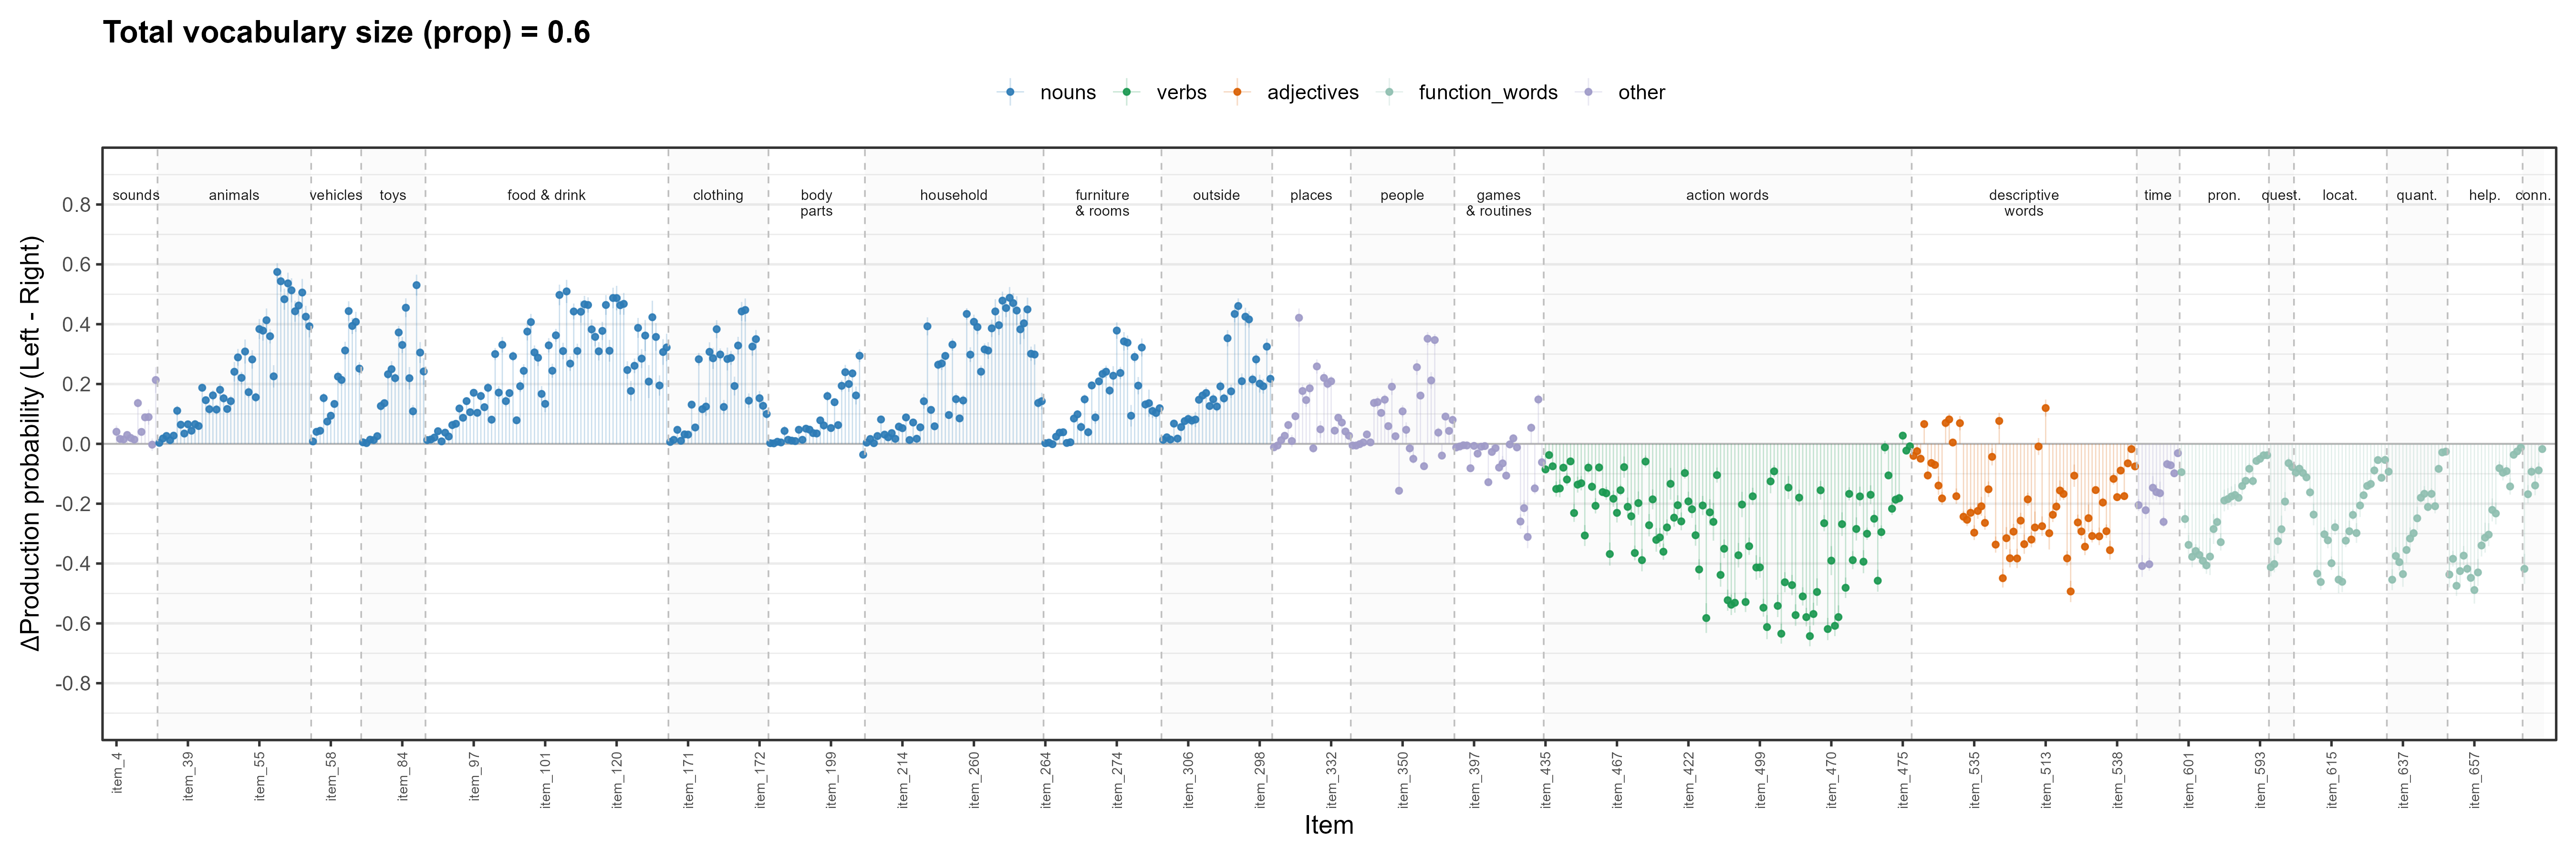 Total vocabulary size (prop) = 0.6
nouns verbs adjectives function_words other
sounds animals vehicles toys food & drink clothing body parts household furniture & rooms outside places people games & routines action words descriptive words time pron. quest. locat. quant. help. conn.
ΔProduction probability (Left - Right)
0.8
0.6
0.4
0.2
0.0
-0.2
-0.4
-0.6
-0.8
item_4 item_39 item_55 item_58 item_84 item_97 item_101 item_120 item_171 item_172 item_199 item_214 item_260 item_264 item_274 item_306 item_298 item_332 item_350 item_397 item_435 item_467 item_422 item_499 item_470 item_475 item_535 item_513 item_538 item_601 item_593 item_615 item_637 item_657
Item